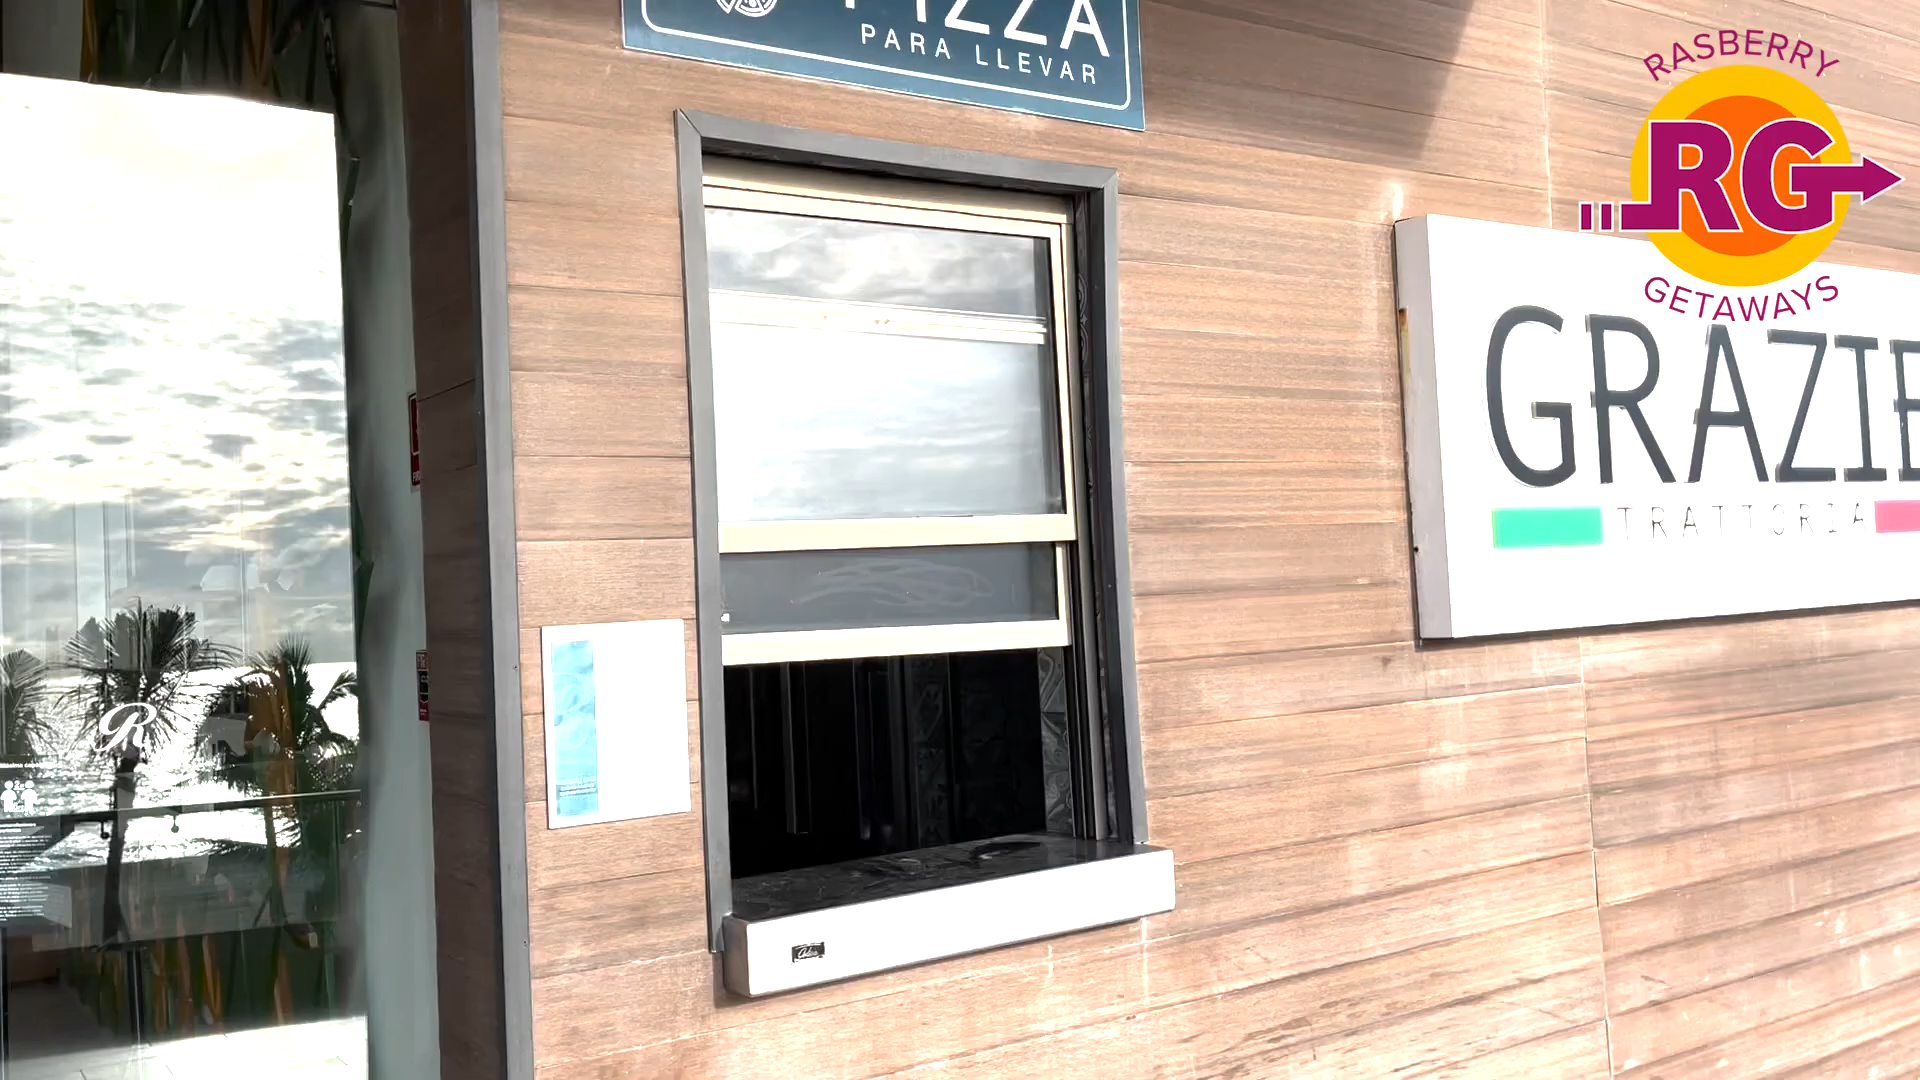 PIZZA
PARA LLEVAR
RASBERRY
RG
GETAWAYS
GRAZIE
TRATTORIA
R